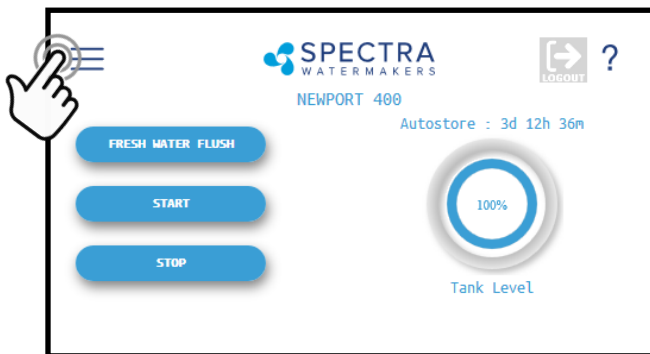 SPECTRA
WATERMAKERS
LOGOUT
?
NEWPORT 400
Autostore : 3d 12h 36m
FRESH WATER FLUSH
START
100%
STOP
Tank Level